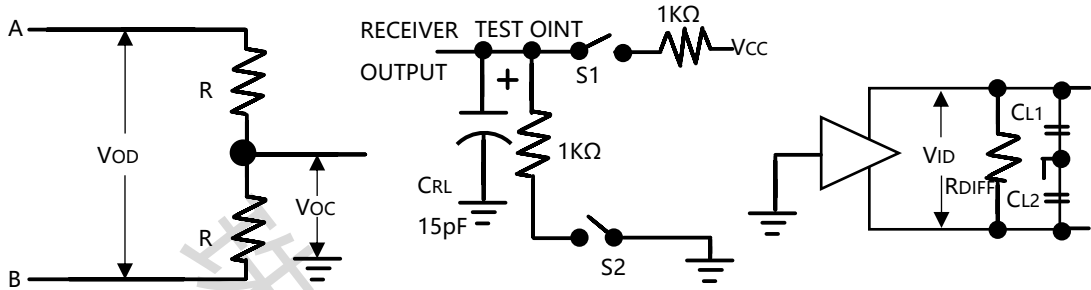 A
R
VOD
VOC
R
B
RECEIVER TEST OINT
OUTPUT
S1
1KΩ
VCC
1KΩ
CRL
15pF
S2
VID
RDIFF
CL1
CL2